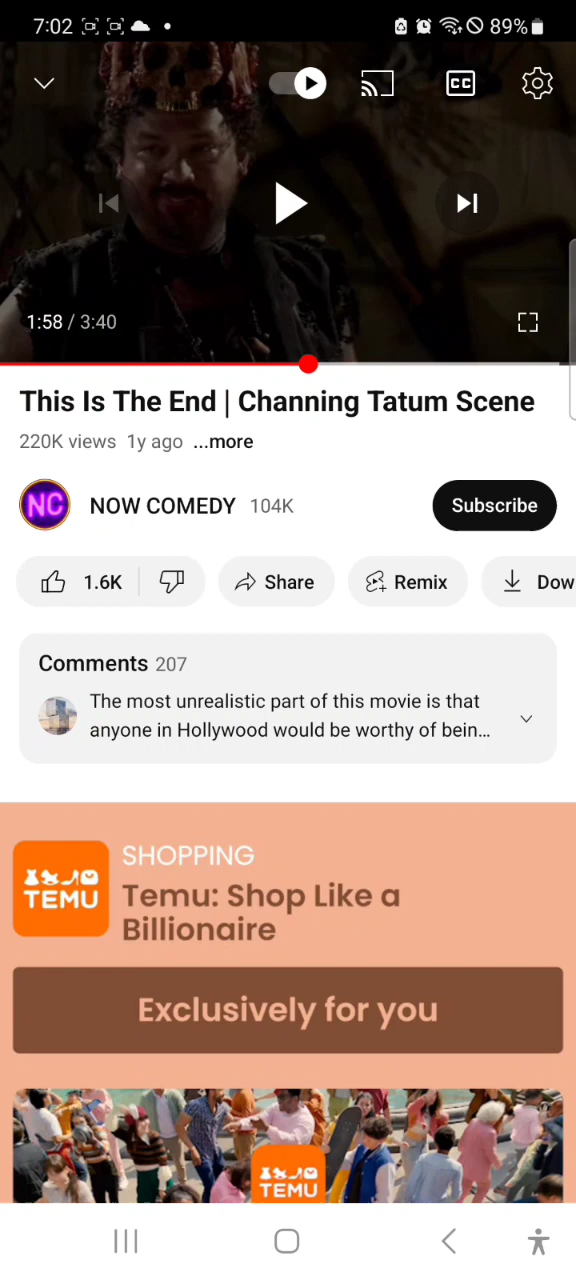 7:02
89%
CC
1:58 / 3:40
This Is The End | Channing Tatum Scene
220K views 1y ago ...more
NC
NOW COMEDY 104K
Subscribe
1.6K
Share
Remix
Dow
Comments 207
The most unrealistic part of this movie is that
anyone in Hollywood would be worthy of bein...
TEMU
SHOPPING
Temu: Shop Like a
Billionaire
Exclusively for you
TEMU